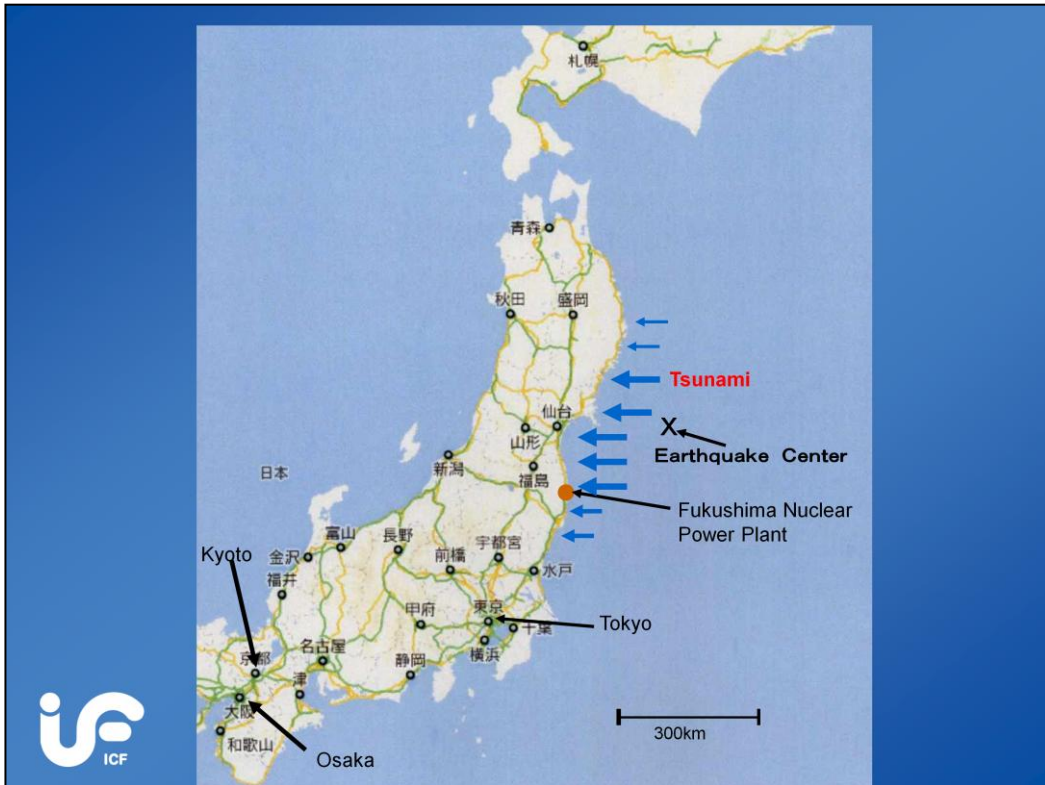 札幌
青森
秋田
盛岡
Tsunami
仙台
X
山形
Earthquake Center
新潟
福島
日本
Fukushima Nuclear
Power Plant
富山
長野
前橋
宇都宮
Kyoto
金沢
水戸
福井
甲府
東京
Tokyo
千葉
横浜
名古屋
京都
静岡
津
大阪
300km
和歌山
Osaka
ICF